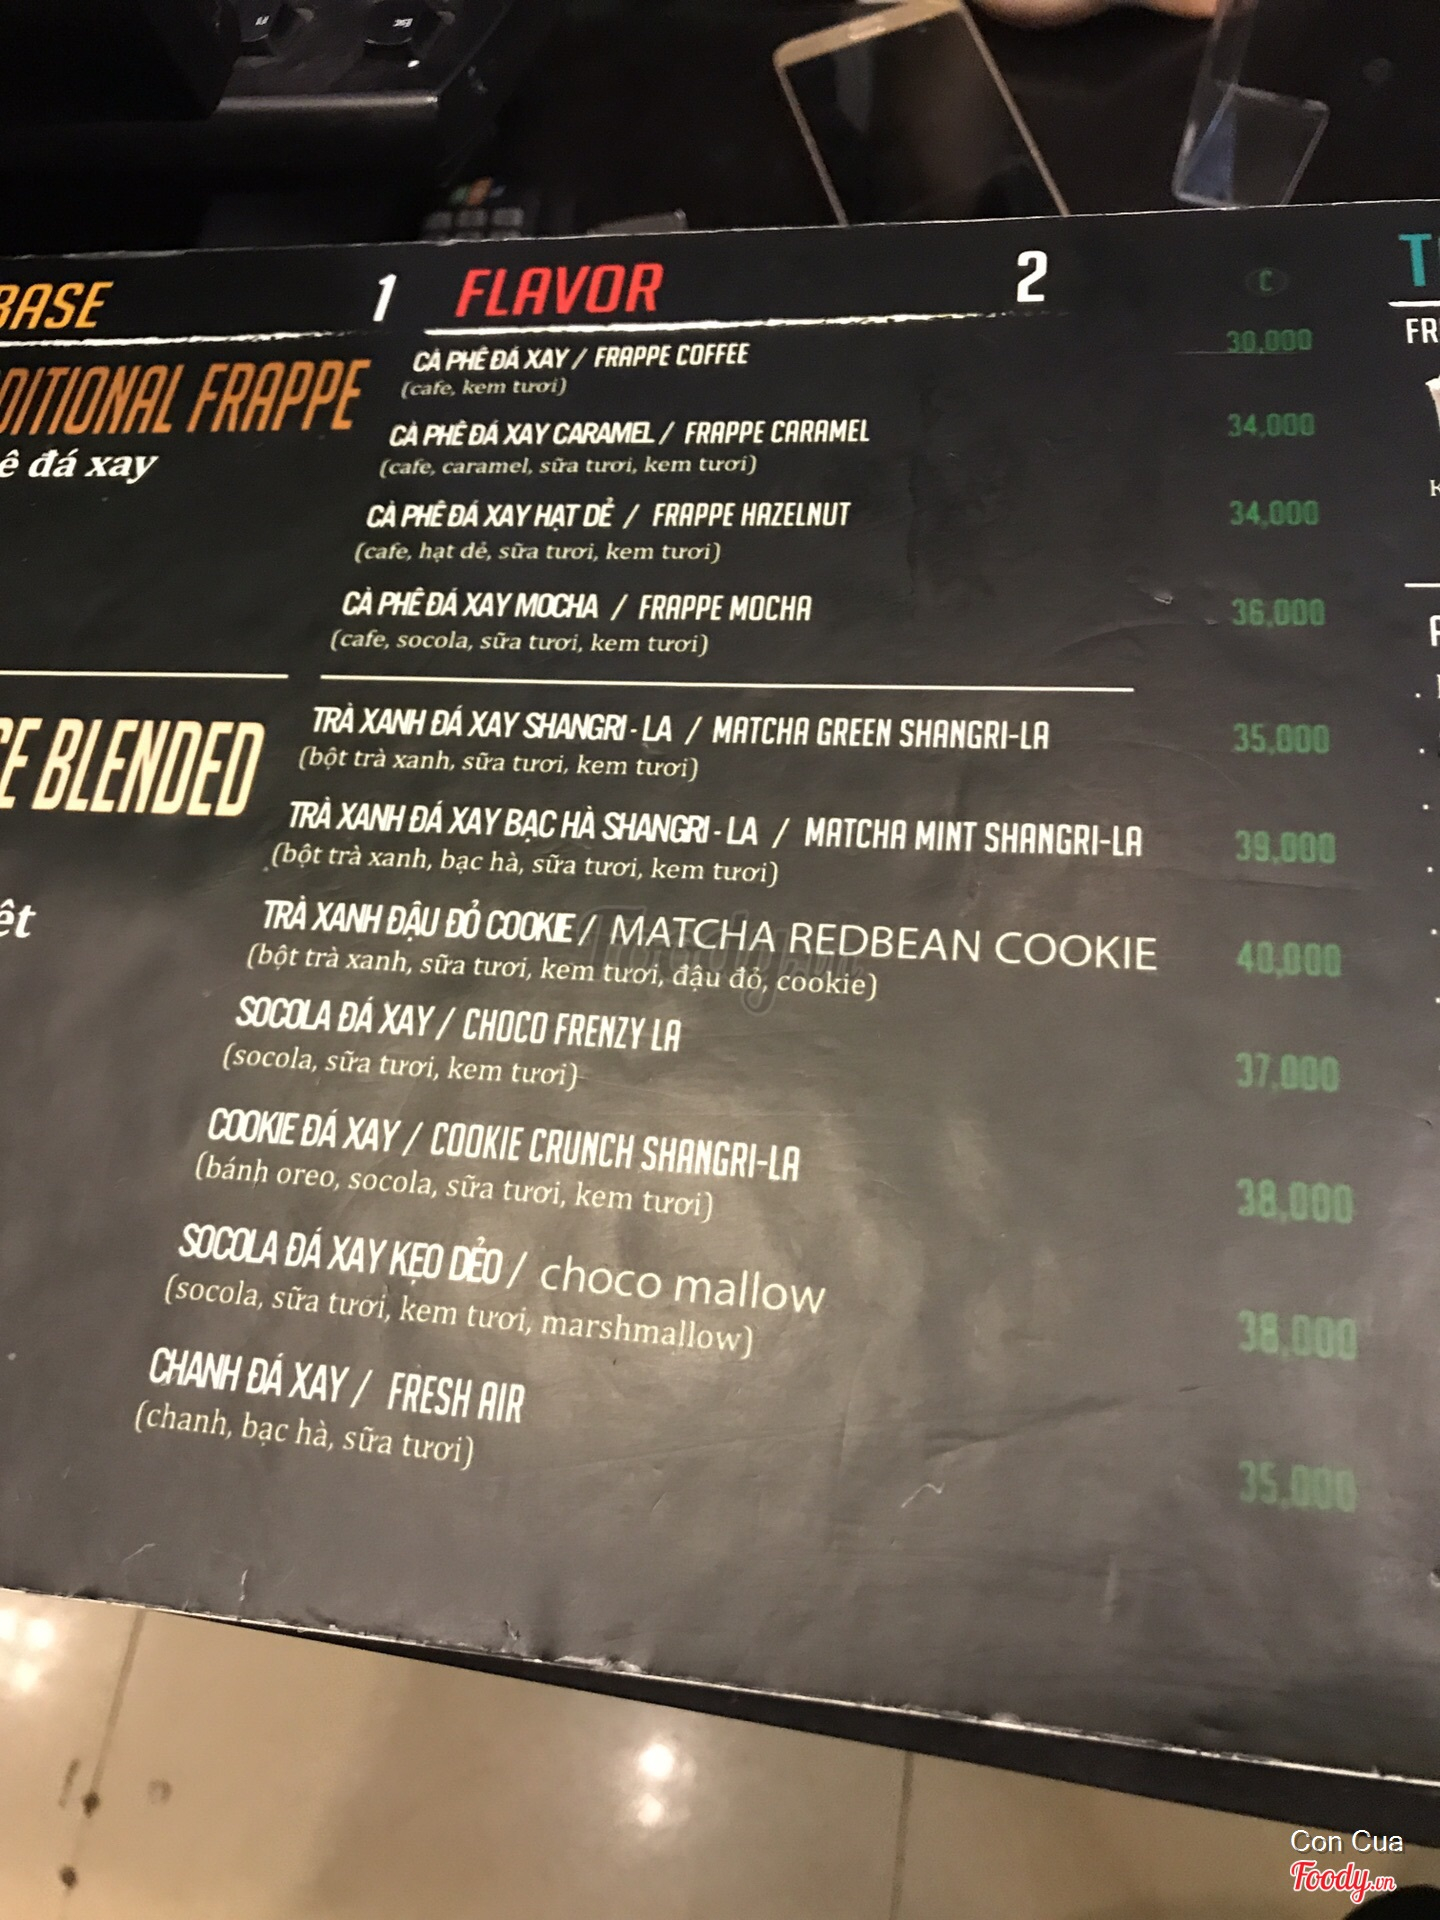 BASE 1
DITIONAL FRAPPE
ê đá xay
CE BLENDED
êt
FLAVOR 2
C
CÀ PHÊ ĐÁ XAY / FRAPPE COFFEE 30,000
(cafe, kem tươi)
CÀ PHÊ ĐÁ XAY CARAMEL / FRAPPE CARAMEL 34,000
(cafe, caramel, sữa tươi, kem tươi)
CÀ PHÊ ĐÁ XAY HẠT DẺ / FRAPPE HAZELNUT 34,000
(cafe, hạt dẻ, sữa tươi, kem tươi)
CÀ PHÊ ĐÁ XAY MOCHA / FRAPPE MOCHA 36,000
(cafe, socola, sữa tươi, kem tươi)
TRÀ XANH ĐÁ XAY SHANGRI - LA / MATCHA GREEN SHANGRI-LA 35,000
(bột trà xanh, sữa tươi, kem tươi)
TRÀ XANH ĐÁ XAY BẠC HÀ SHANGRI - LA / MATCHA MINT SHANGRI-LA 39,000
(bột trà xanh, bạc hà, sữa tươi, kem tươi)
TRÀ XANH ĐẬU ĐỎ COOKIE / MATCHA REDBEAN COOKIE 40,000
(bột trà xanh, sữa tươi, kem tươi, đậu đỏ, cookie)
SOCOLA ĐÁ XAY / CHOCO FRENZY LA 37,000
(socola, sữa tươi, kem tươi)
COOKIE ĐÁ XAY / COOKIE CRUNCH SHANGRI-LA 38,000
(bánh oreo, socola, sữa tươi, kem tươi)
SOCOLA ĐÁ XAY KẸO DẺO / choco mallow 38,000
(socola, sữa tươi, kem tươi, marshmallow)
CHANH ĐÁ XAY / FRESH AIR 35,000
(chanh, bạc hà, sữa tươi)
FR
Con Cua
Foody.vn